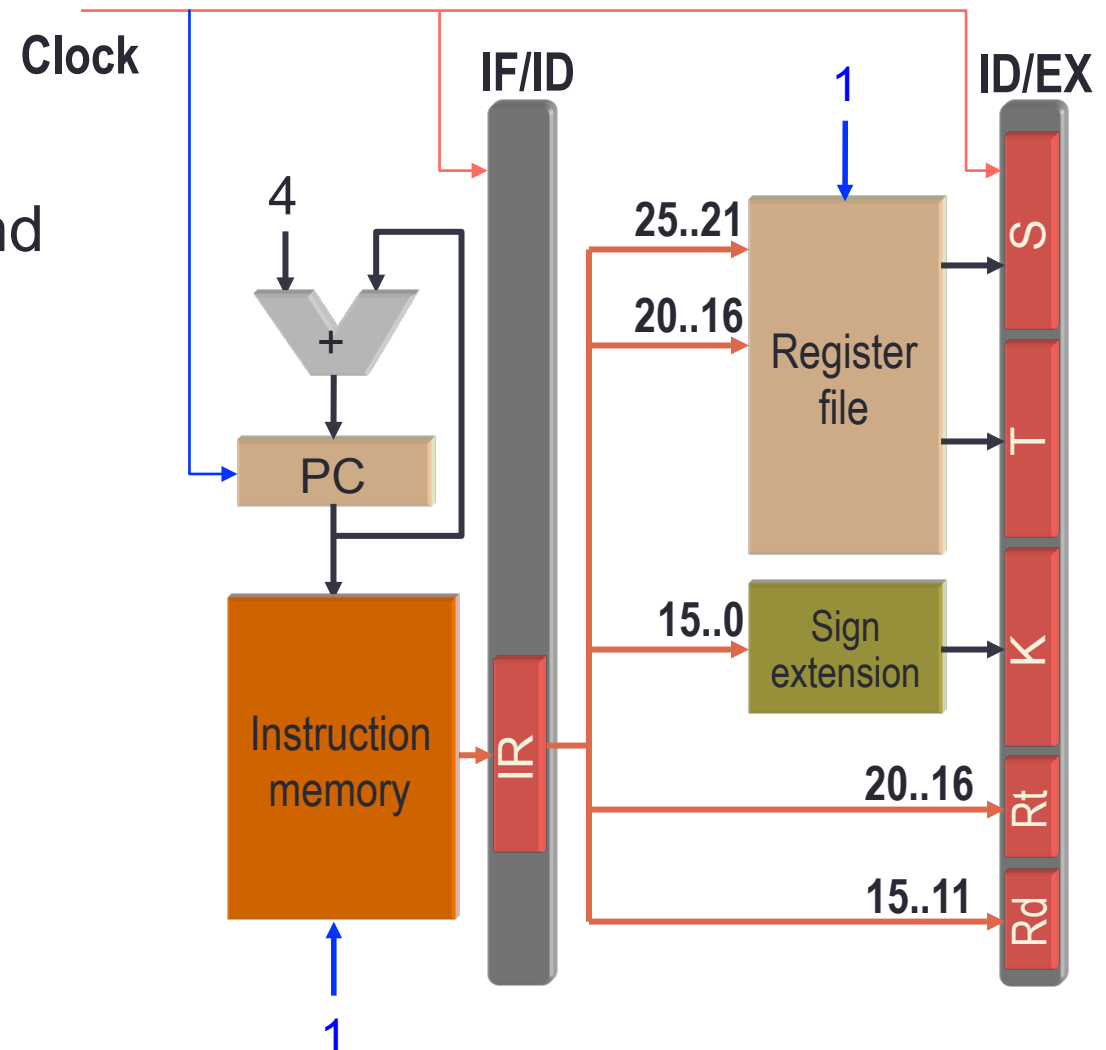 Clock
IF/ID
1
ID/EX
4
nd
25..21
S
+
20..16
Register
file
T
PC
15..0
Sign
extension
K
Instruction
memory
IR
20..16
Rt
15..11
Rd
1